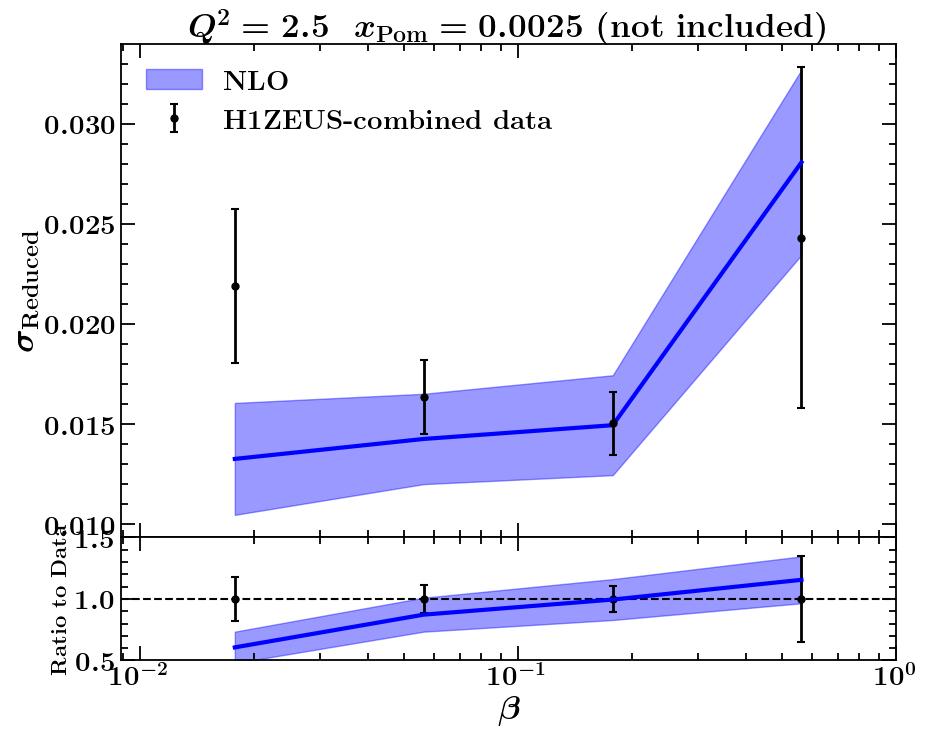 Q² = 2.5 x_Pom = 0.0025 (not included)
NLO
H1ZEUS-combined data
0.030
0.025
0.020
0.015
0.010
σ_Reduced
1.5
1.0
0.5
Ratio to Data
10⁻² 10⁻¹ 10⁰
β